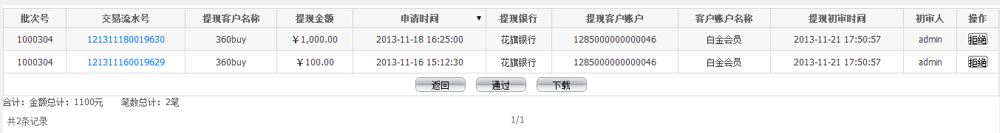 批次号 交易流水号 提现客户名称 提现金额 申请时间 ▼ 提现银行 提现客户账户 客户账户名称 提现初审时间 初审人 操作
1000304 121311180019630 360buy ￥1,000.00 2013-11-18 16:25:00 花旗银行 1285000000000046 白金会员 2013-11-21 17:50:57 admin 拒绝
1000304 121311160019629 360buy ￥100.00 2013-11-16 15:12:30 花旗银行 1285000000000046 白金会员 2013-11-21 17:50:57 admin 拒绝
返回 通过 下载
合计：金额总计：1100元 笔数总计：2笔
共2条记录 1/1